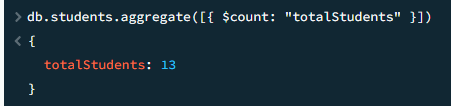 > db.students.aggregate([{ $count: "totalStudents" }])
< {
totalStudents: 13
}